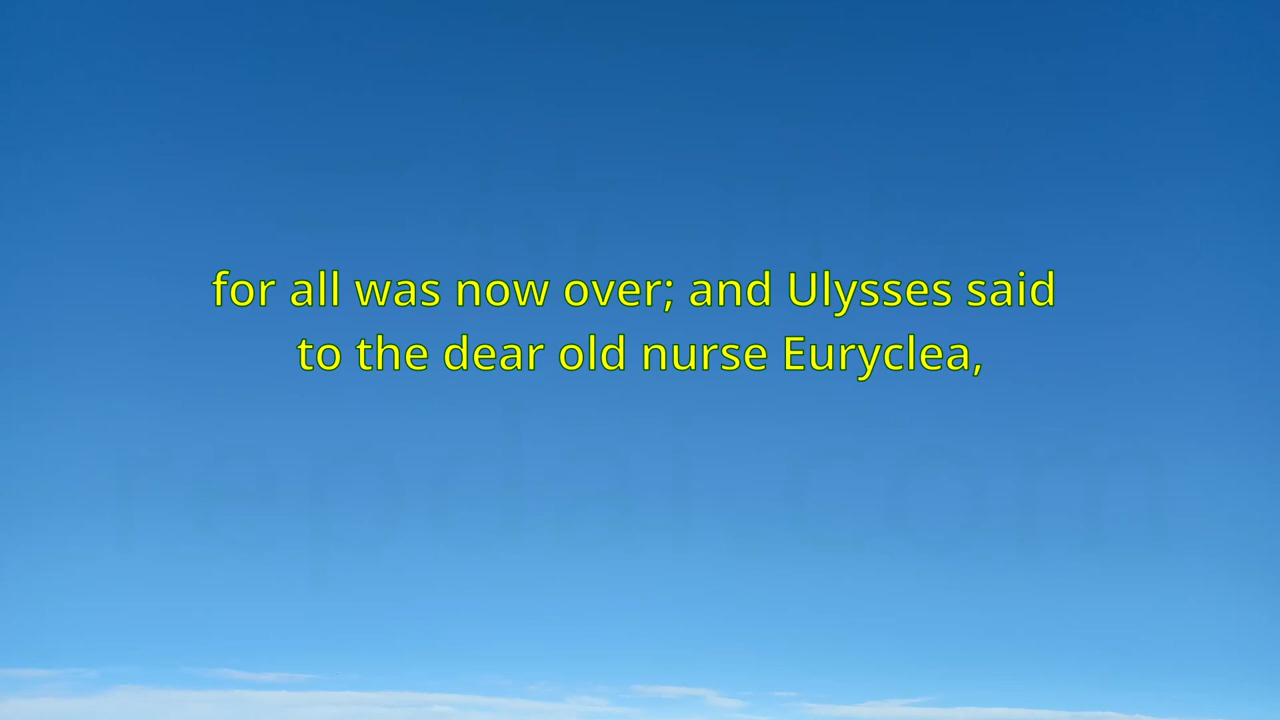 for all was now over; and Ulysses said
to the dear old nurse Euryclea,